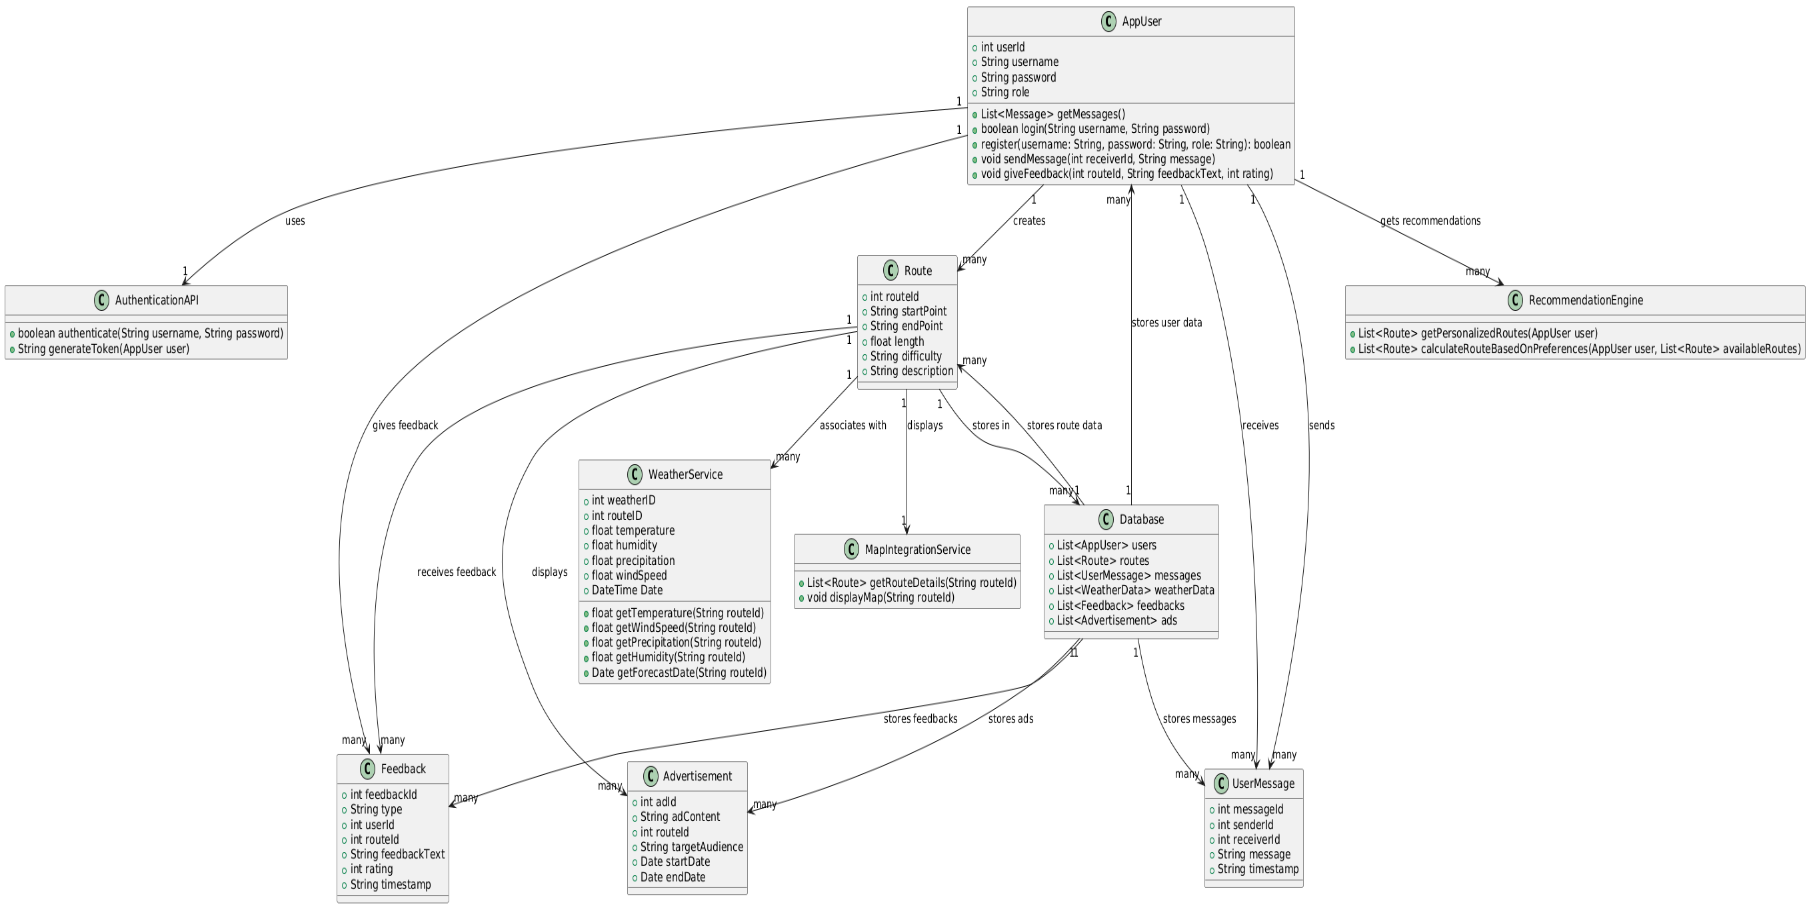 C AppUser
int userId
String username
String password
String role
List<Message> getMessages()
boolean login(String username, String password)
register(username: String, password: String, role: String): boolean
void sendMessage(int receiverId, String message)
void giveFeedback(int routeId, String feedbackText, int rating)
1
1
1
1
many
1
1
uses
creates
gets recommendations
1
many
many
C AuthenticationAPI
boolean authenticate(String username, String password)
String generateToken(AppUser user)
C Route
int routeId
String startPoint
String endPoint
float length
String difficulty
String description
C RecommendationEngine
List<Route> getPersonalizedRoutes(AppUser user)
List<Route> calculateRouteBasedOnPreferences(AppUser user, List<Route> availableRoutes)
1
1
1
many
stores user data
1
1
gives feedback
associates with
displays
stores in
stores route data
receives
sends
many
1
many
1
1
C WeatherService
int weatherID
int routeID
float temperature
float humidity
float precipitation
float windSpeed
DateTime Date
float getTemperature(String routeId)
float getWindSpeed(String routeId)
float getPrecipitation(String routeId)
float getHumidity(String routeId)
Date getForecastDate(String routeId)
C MapIntegrationService
List<Route> getRouteDetails(String routeId)
void displayMap(String routeId)
C Database
List<AppUser> users
List<Route> routes
List<UserMessage> messages
List<WeatherData> weatherData
List<Feedback> feedbacks
List<Advertisement> ads
receives feedback
displays
1
1
1
stores feedbacks
stores ads
stores messages
many
many
many
many
many
many
many
many
C Feedback
int feedbackId
String type
int userId
int routeId
String feedbackText
int rating
String timestamp
C Advertisement
int adId
String adContent
int routeId
String targetAudience
Date startDate
Date endDate
C UserMessage
int messageId
int senderId
int receiverId
String message
String timestamp